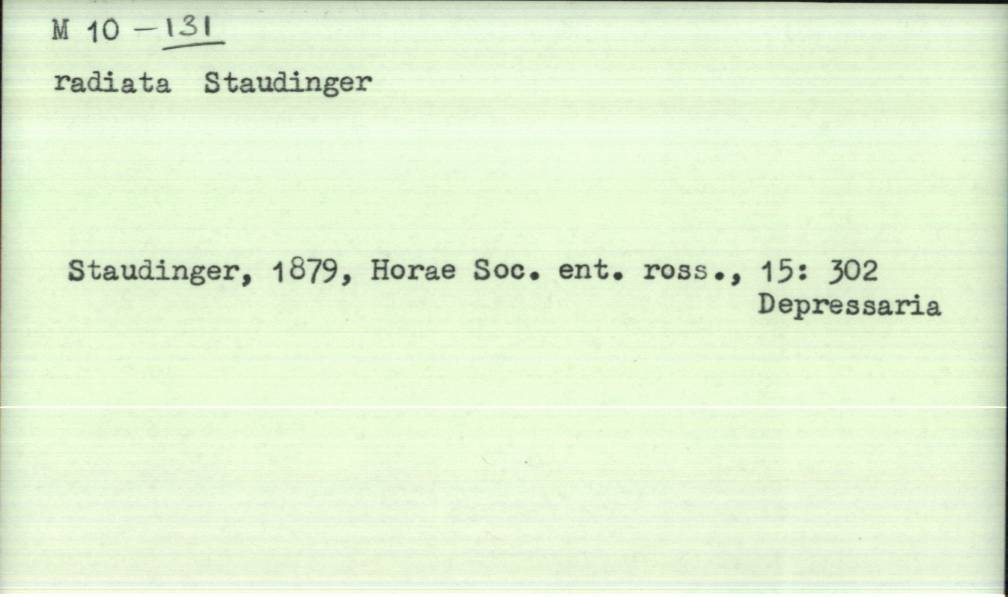 M 10 - 131
radiata Staudinger
Staudinger, 1879, Horae Soc. ent. ross., 15: 302
Depressaria